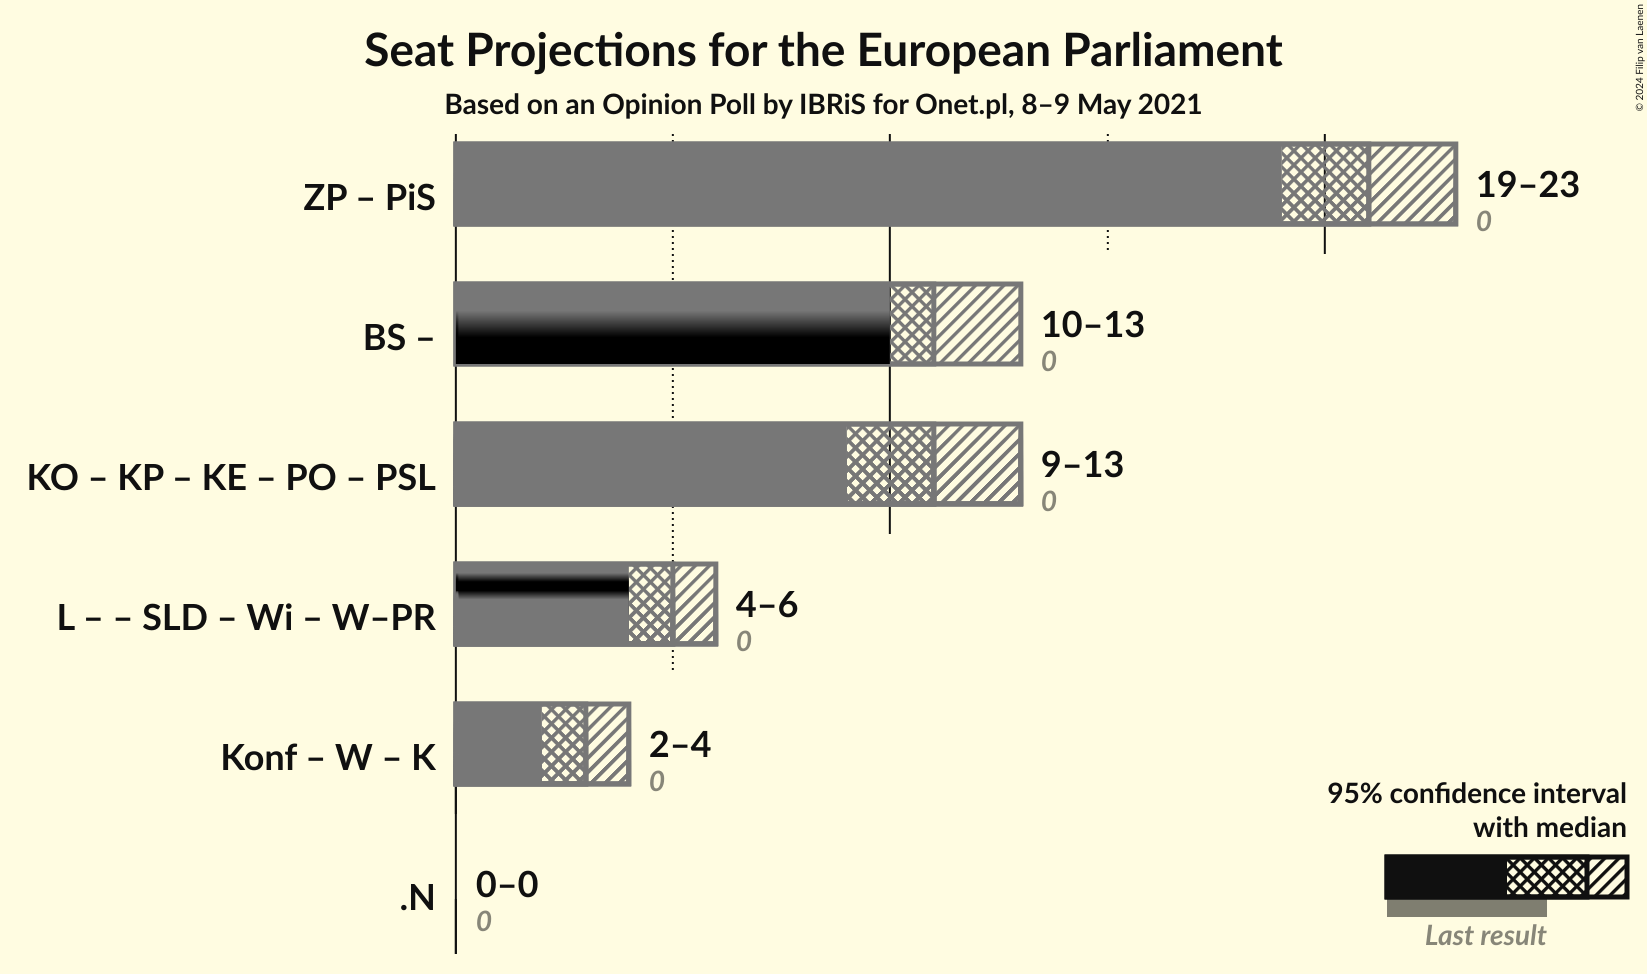 Seat Projections for the European Parliament
Based on an Opinion Poll by IBRiS for Onet.pl, 8–9 May 2021
© 2024 Filip van Laenen
ZP – PiS
19–23
0
BS –
10–13
0
KO – KP – KE – PO – PSL
9–13
0
L – – SLD – Wi – W–PR
4–6
0
Konf – W – K
2–4
0
.N
0–0
0
95% confidence interval
with median
Last result